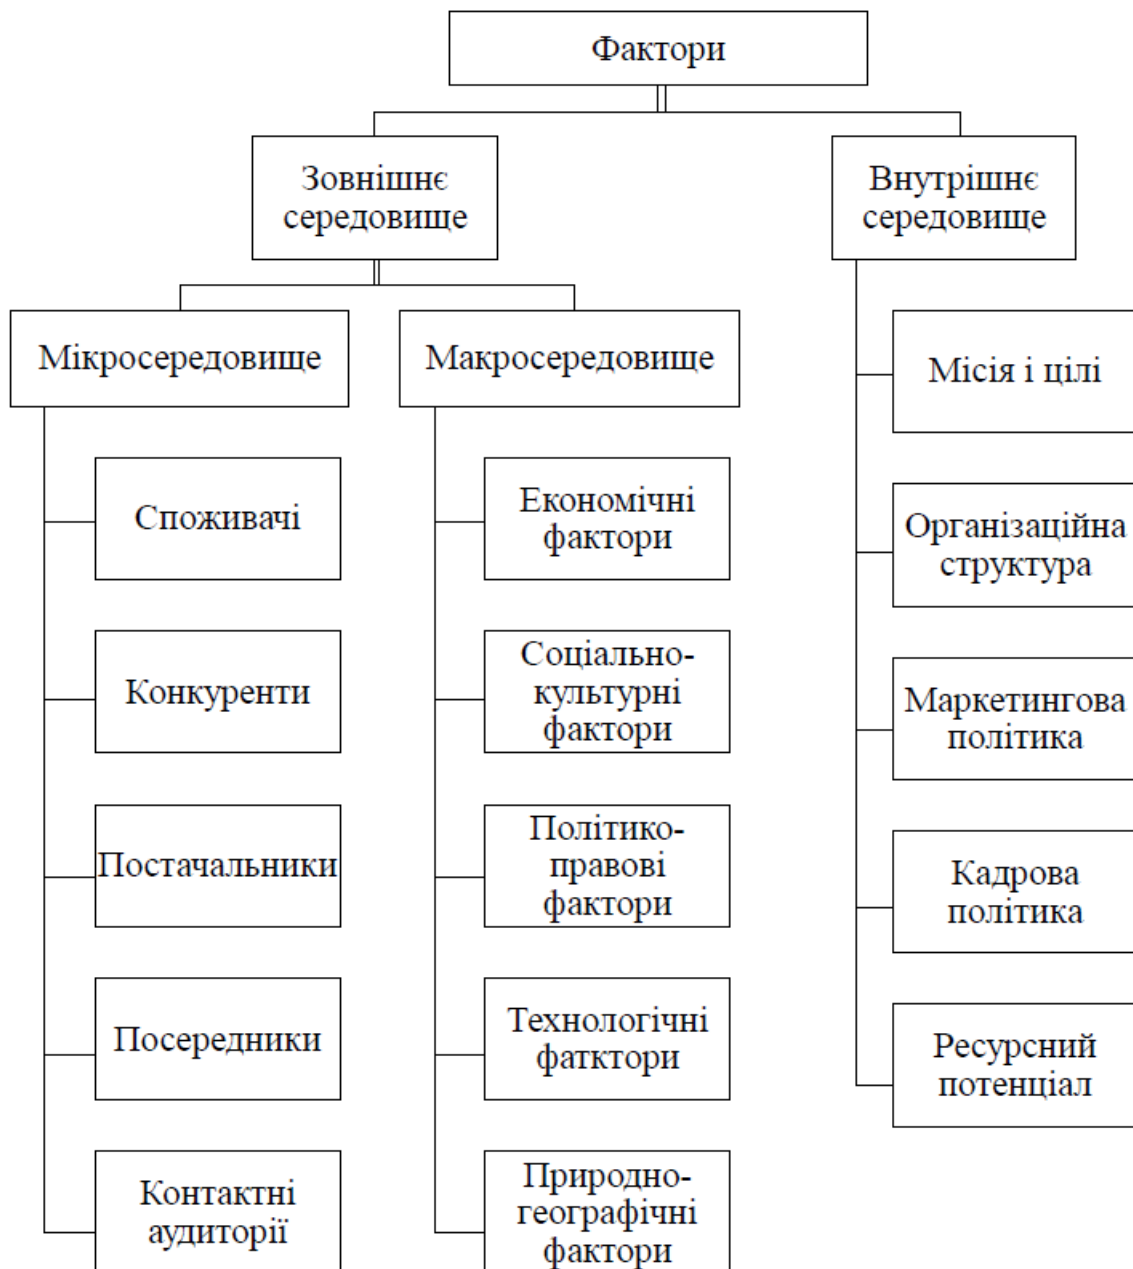 Фактори
Зовнішнє
середовище
Внутрішнє
середовище
Мікросередовище
Макросередовище
Місія і цілі
Споживачі
Економічні
фактори
Організаційна
структура
Конкуренти
Соціально-
культурні
фактори
Маркетингова
політика
Постачальники
Політико-
правові
фактори
Кадрова
політика
Посередники
Технологічні
фатктори
Ресурсний
потенціал
Контактні
аудиторії
Природно-
географічні
фактори